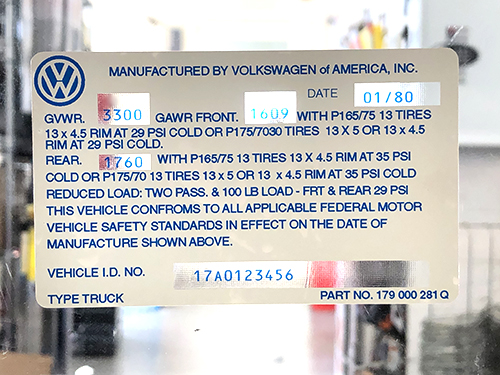 VW
MANUFACTURED BY VOLKSWAGEN of AMERICA, INC.
DATE 01/80
GVWR. 3300 GAWR FRONT. 1609 WITH P165/75 13 TIRES
13 x 4.5 RIM AT 29 PSI COLD OR P175/7030 TIRES 13 X 5 OR 13 x 4.5
RIM AT 29 PSI COLD.
REAR. 1760 WITH P165/75 13 TIRES 13 X 4.5 RIM AT 35 PSI
COLD OR P175/70 13 TIRES 13 x 5 OR 13 x 4.5 RIM AT 35 PSI COLD
REDUCED LOAD: TWO PASS. & 100 LB LOAD - FRT & REAR 29 PSI
THIS VEHICLE CONFROMS TO ALL APPLICABLE FEDERAL MOTOR
VEHICLE SAFETY STANDARDS IN EFFECT ON THE DATE OF
MANUFACTURE SHOWN ABOVE.
VEHICLE I.D. NO. 17A0123456
TYPE TRUCK PART NO. 179 000 281 Q